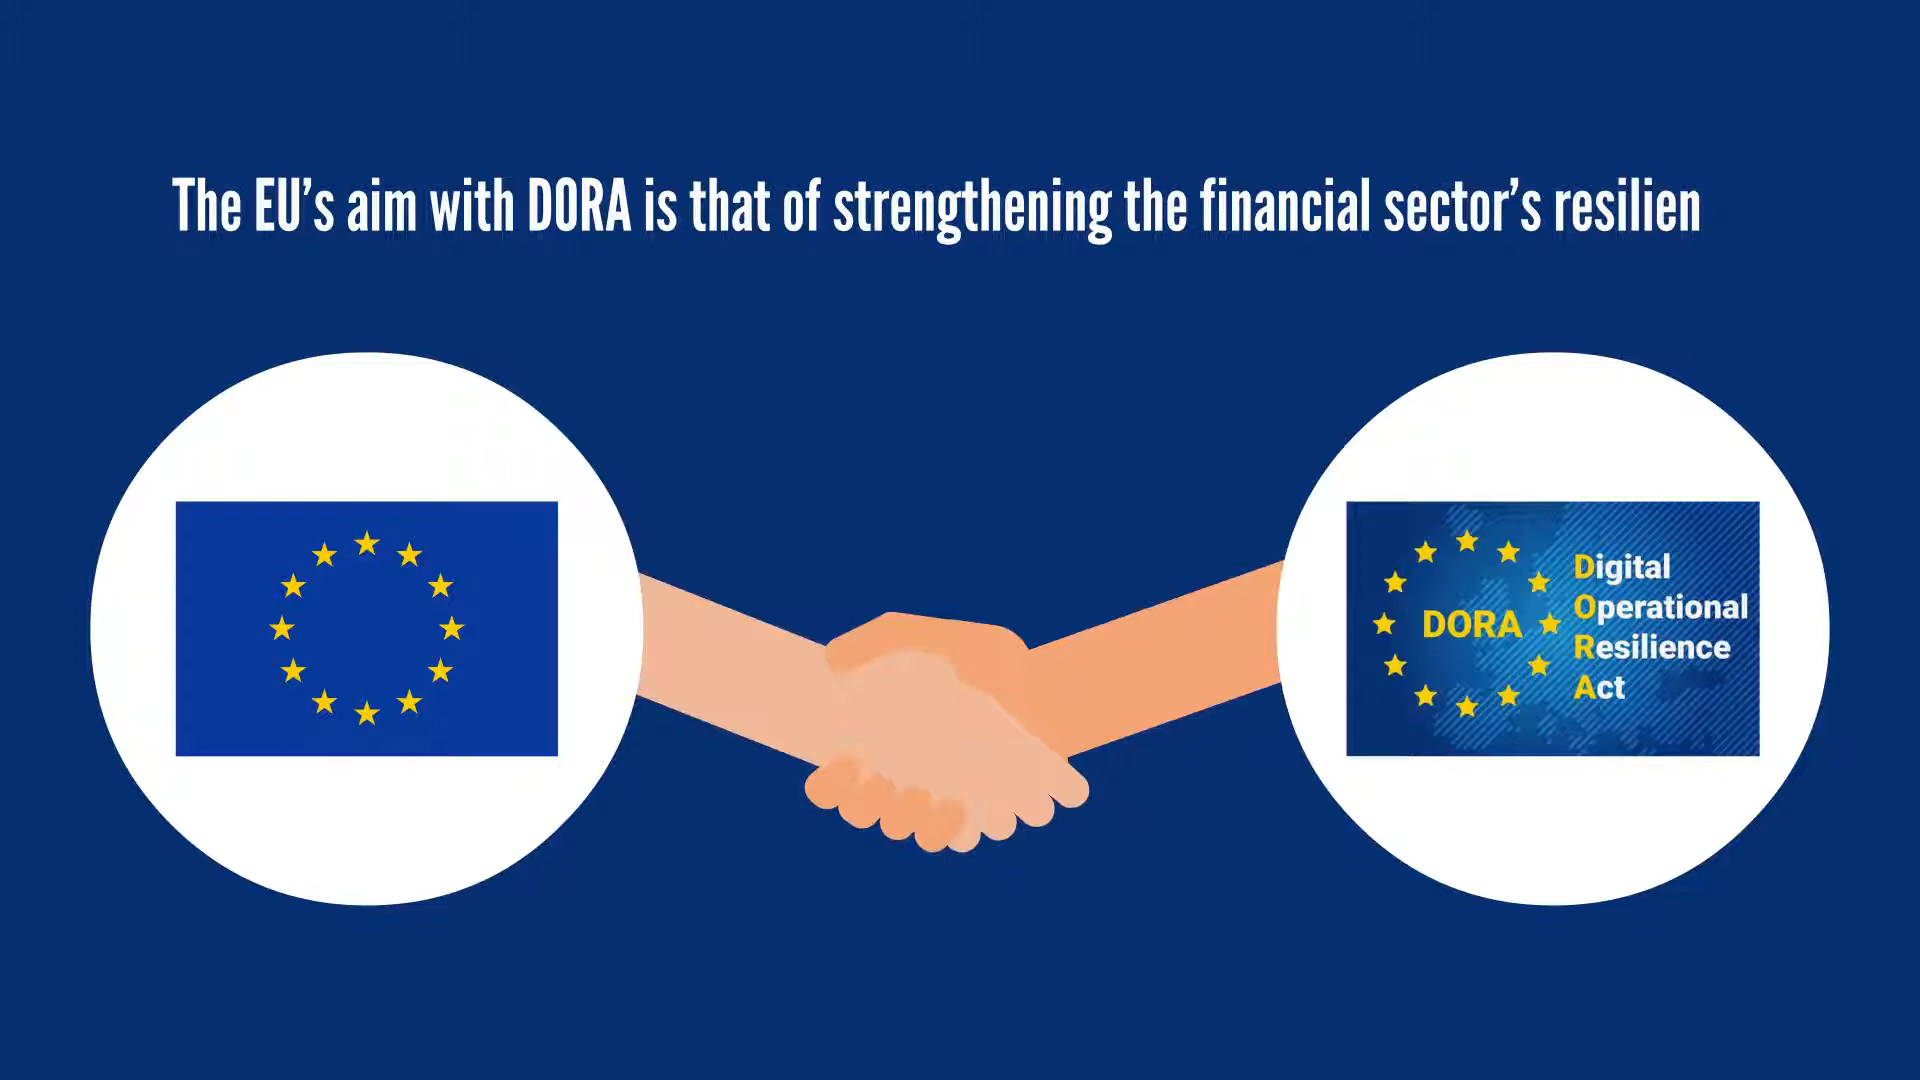 The EU’s aim with DORA is that of strengthening the financial sector’s resilien
DORA
Digital
Operational
Resilience
Act